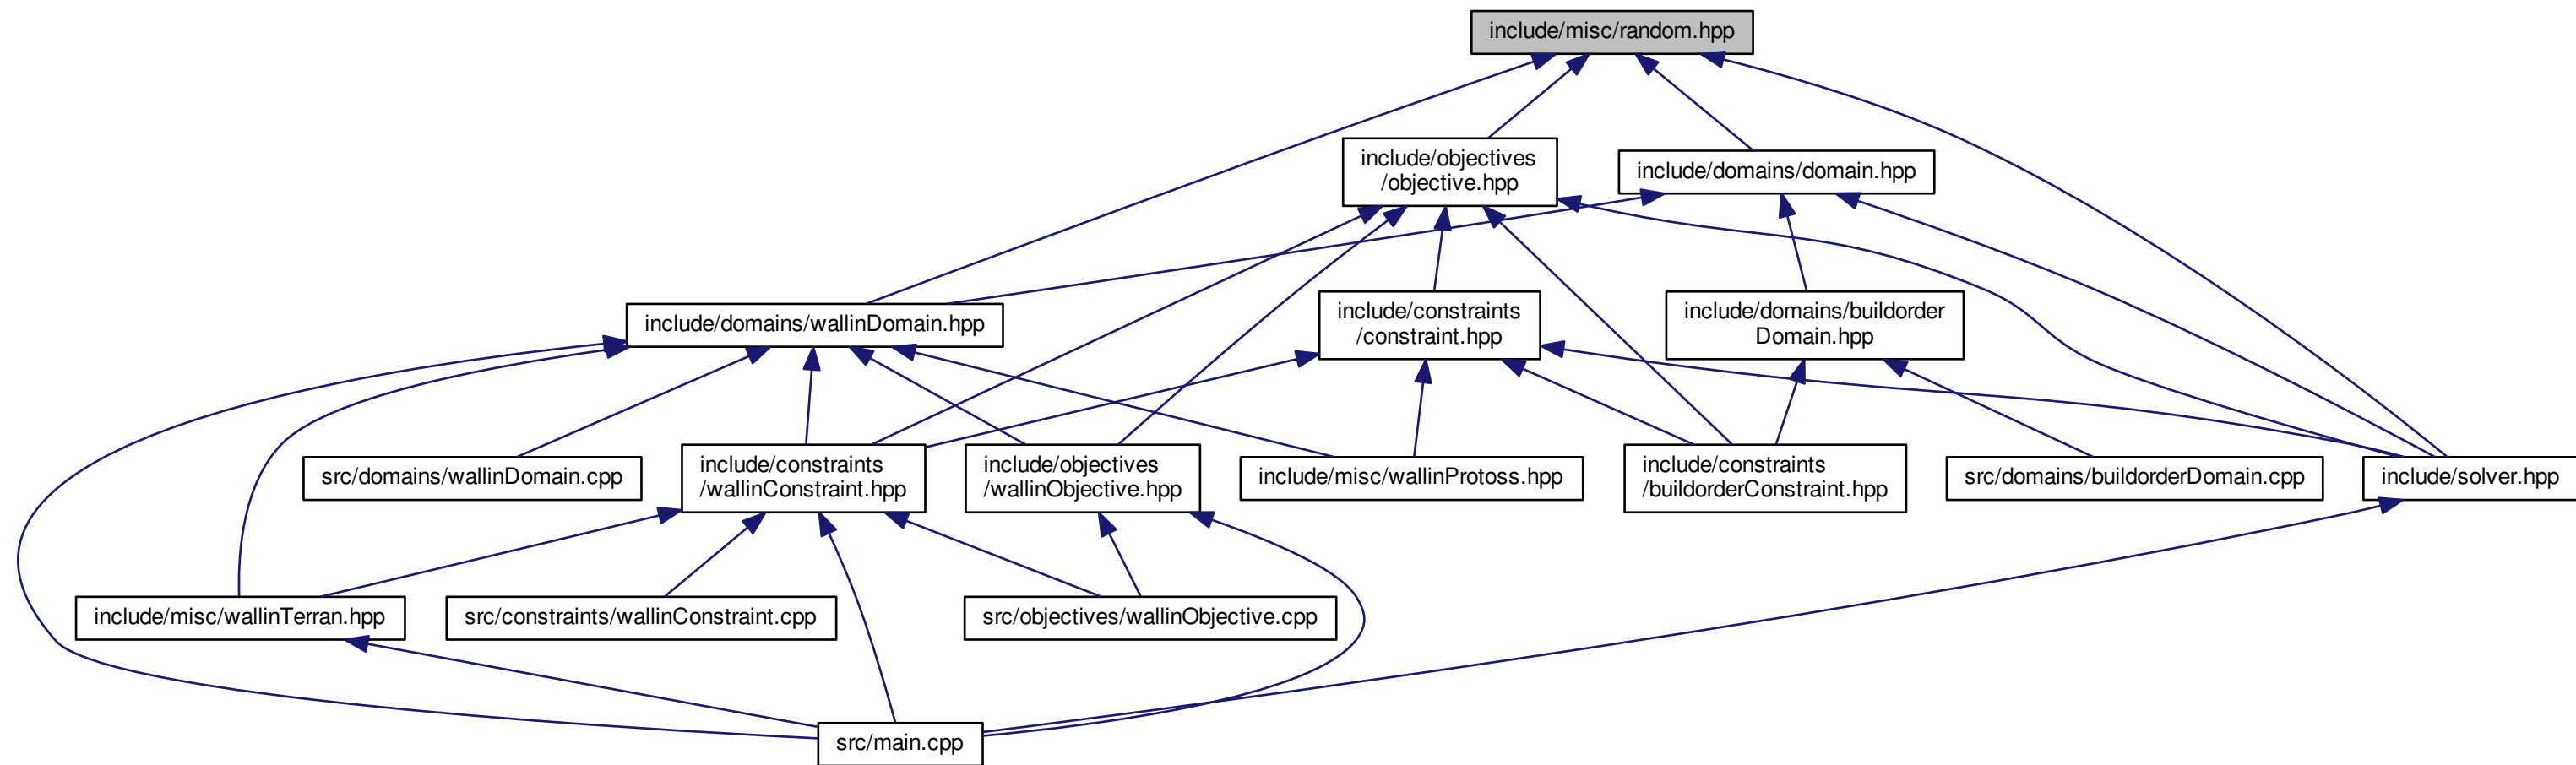 include/misc/random.hpp
include/objectives
/objective.hpp
include/domains/domain.hpp
include/domains/wallinDomain.hpp
include/constraints
/constraint.hpp
include/domains/buildorder
Domain.hpp
src/domains/wallinDomain.cpp
include/constraints
/wallinConstraint.hpp
include/objectives
/wallinObjective.hpp
include/misc/wallinProtoss.hpp
include/constraints
/buildorderConstraint.hpp
src/domains/buildorderDomain.cpp
include/solver.hpp
include/misc/wallinTerran.hpp
src/constraints/wallinConstraint.cpp
src/objectives/wallinObjective.cpp
src/main.cpp